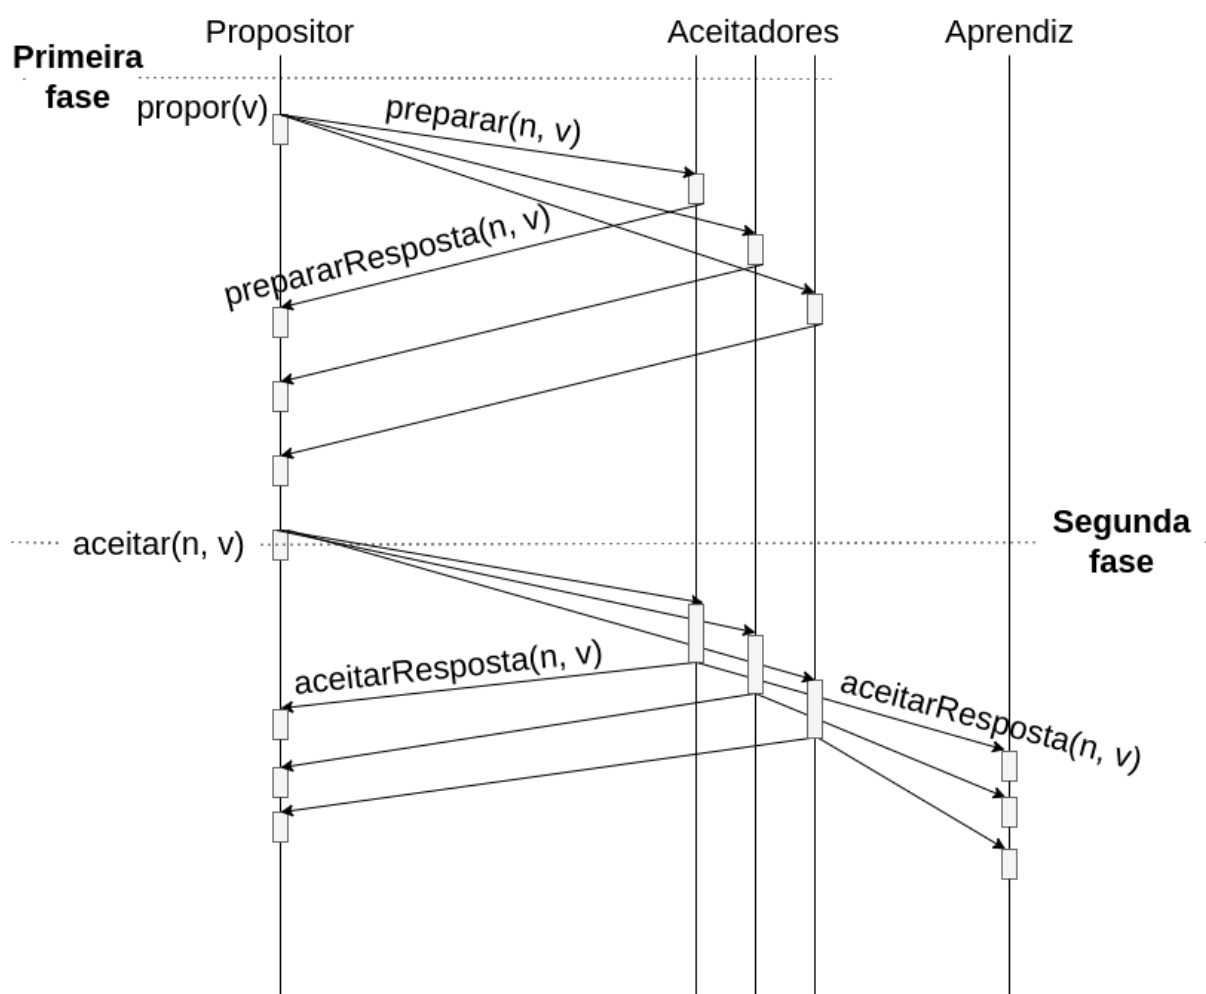 Propositor
Aceitadores
Aprendiz
Primeira
fase
propor(v)
preparar(n, v)
prepararResposta(n, v)
Segunda
fase
aceitar(n, v)
aceitarResposta(n, v)
aceitarResposta(n, v)